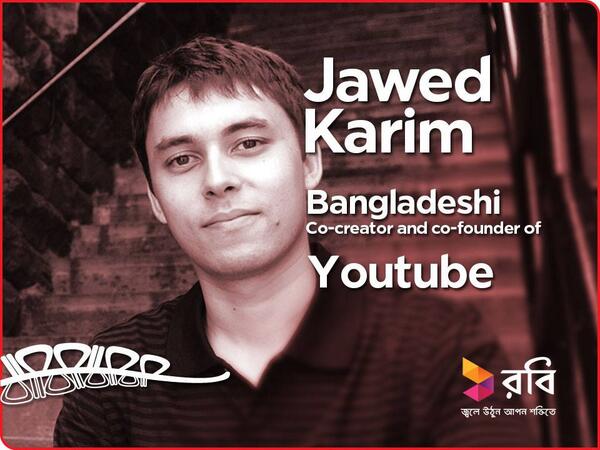 Jawed
Karim
Bangladeshi
Co-creator and co-founder of
Youtube
রবি
জ্বলে উঠুন আপন শক্তিতে